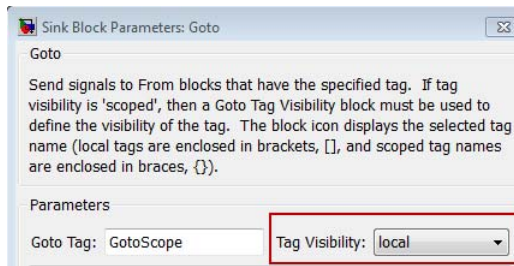 Sink Block Parameters: Goto
Goto
Send signals to From blocks that have the specified tag.  If tag
visibility is 'scoped', then a Goto Tag Visibility block must be used to
define the visibility of the tag.  The block icon displays the selected tag
name (local tags are enclosed in brackets, [], and scoped tag names
are enclosed in braces, {}).
Parameters
Goto Tag: GotoScope Tag Visibility: local